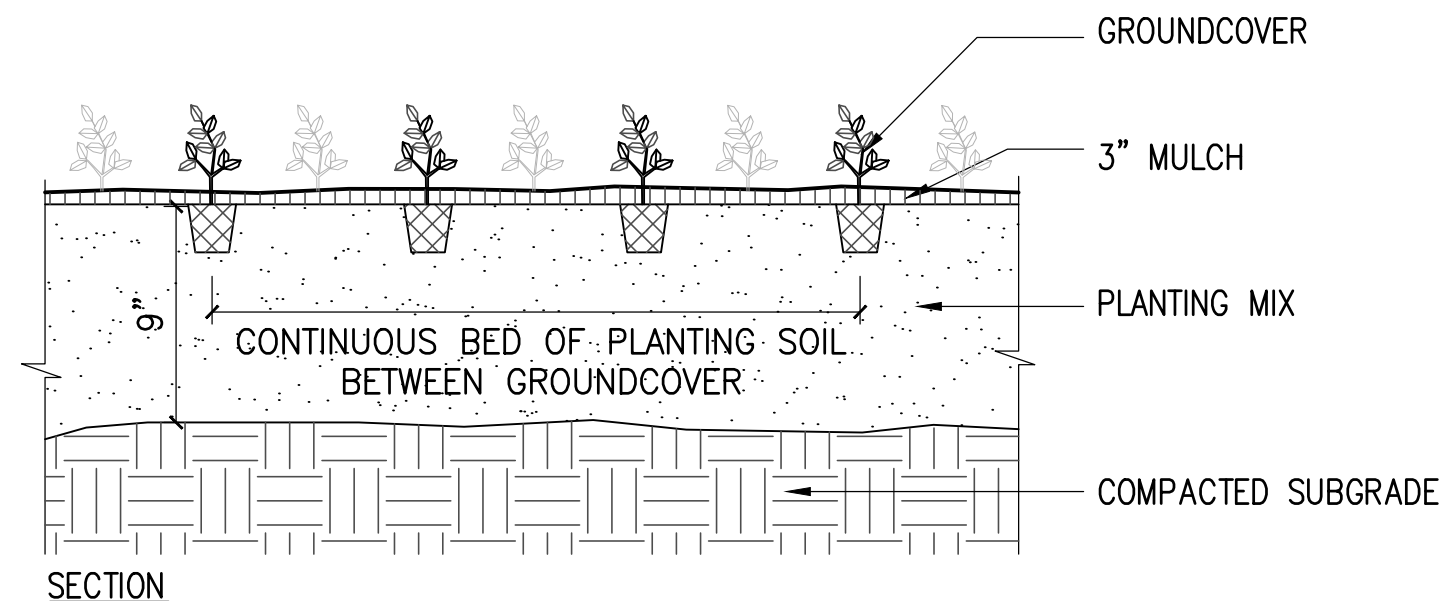 GROUNDCOVER
3” MULCH
9”
PLANTING MIX
CONTINUOUS BED OF PLANTING SOIL
BETWEEN GROUNDCOVER
COMPACTED SUBGRADE
SECTION